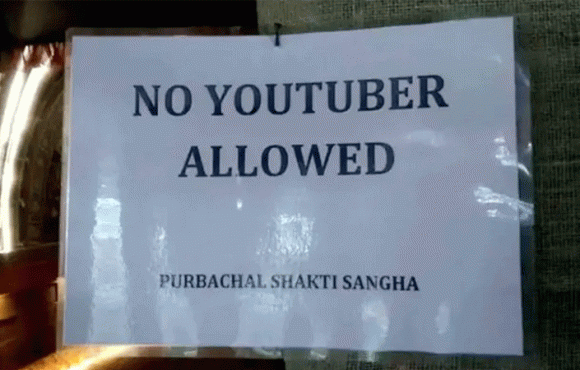 NO YOUTUBER
ALLOWED
PURBACHAL SHAKTI SANGHA